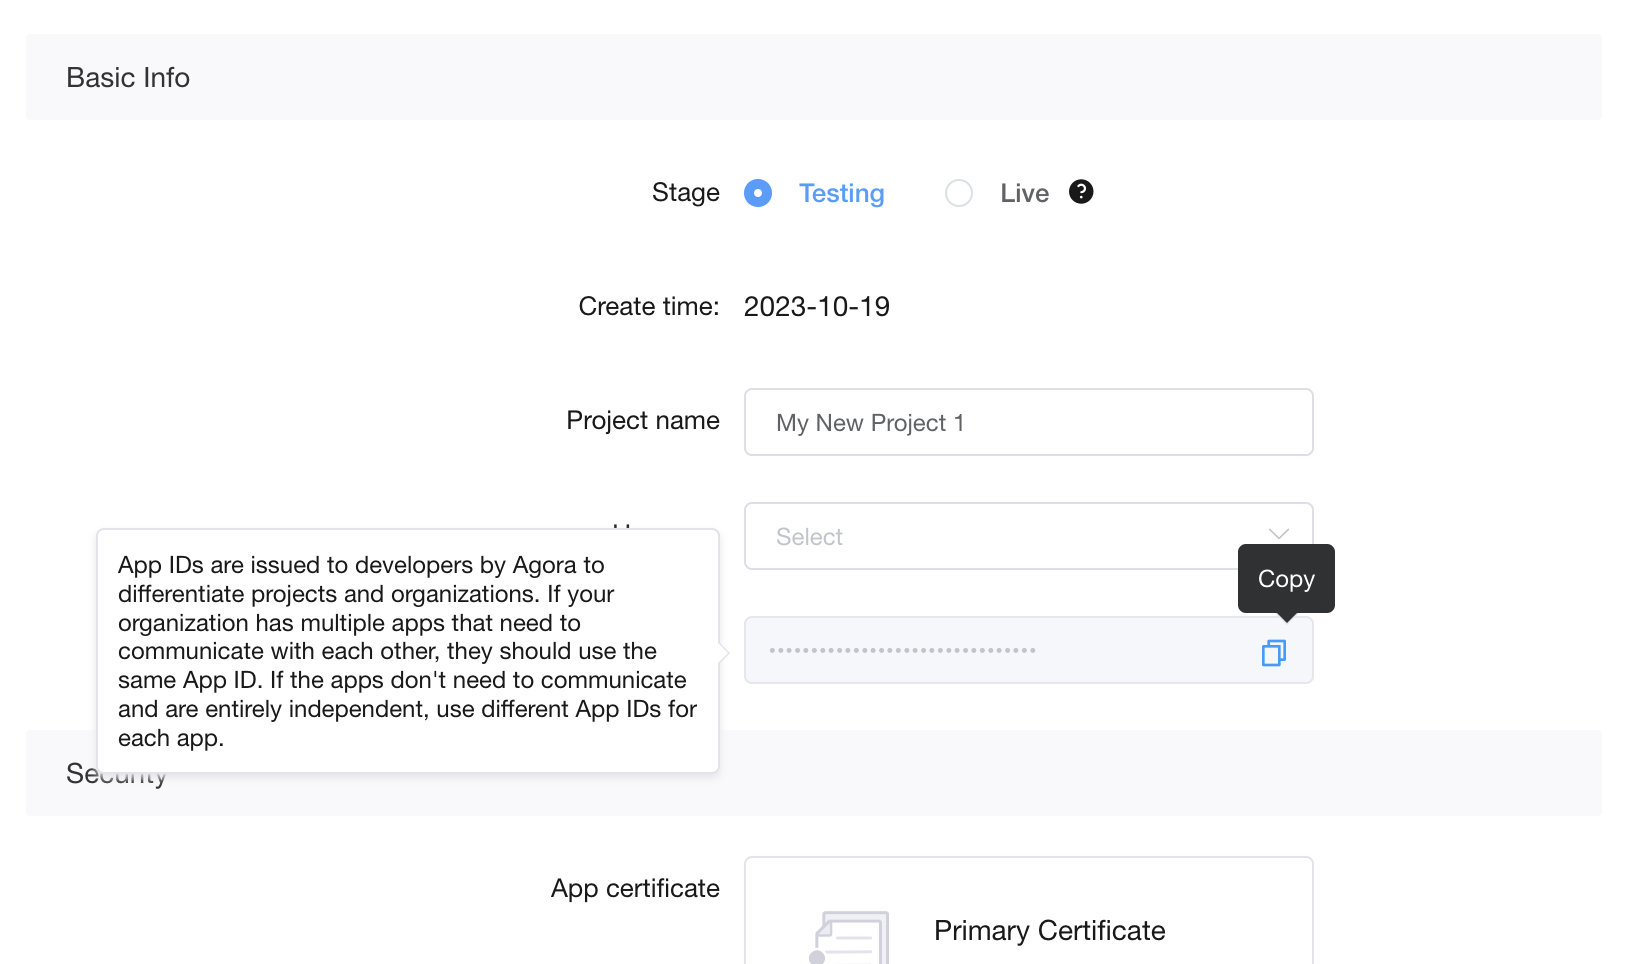 Basic Info
Stage Testing Live ?
Create time: 2023-10-19
Project name My New Project 1
Select
Copy
App IDs are issued to developers by Agora to
differentiate projects and organizations. If your
organization has multiple apps that need to
communicate with each other, they should use the
same App ID. If the apps don't need to communicate
and are entirely independent, use different App IDs for
each app.
••••••••••••••••••••••••••••••••
Security
App certificate
Primary Certificate